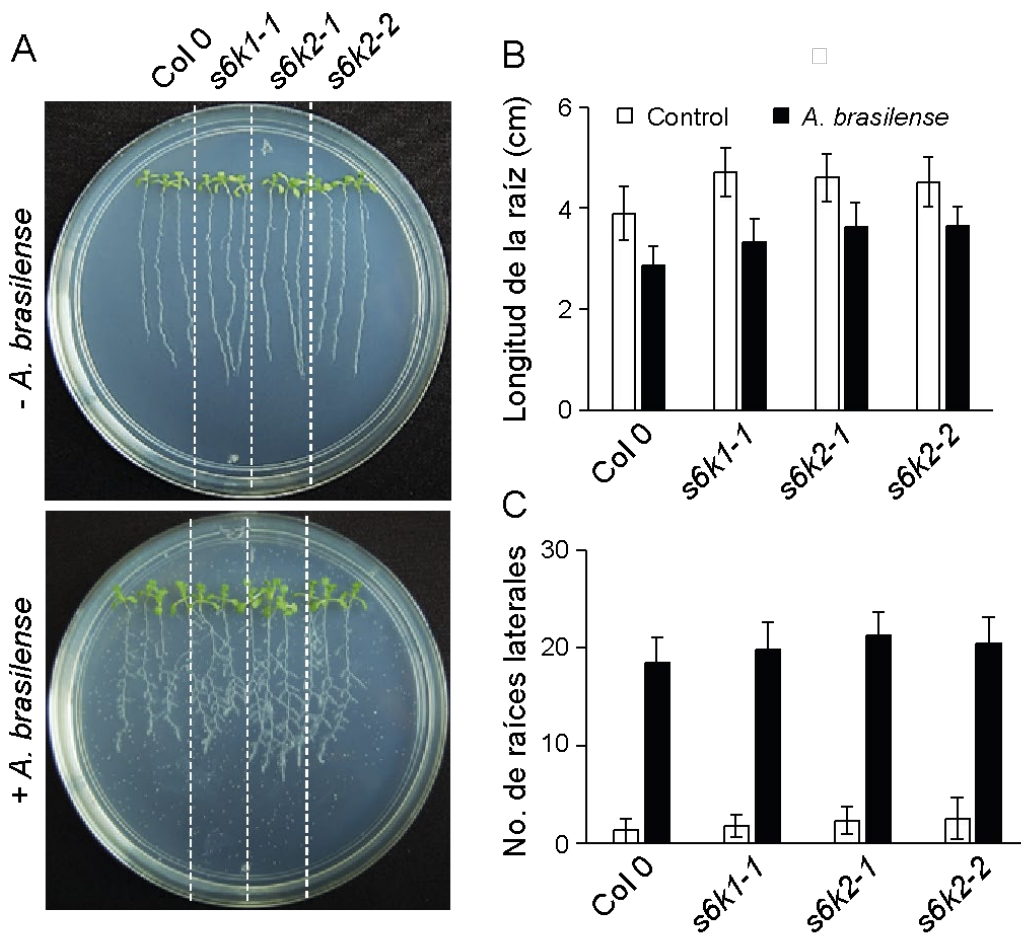 A
Col 0
s6k1-1
s6k2-1
s6k2-2
- A. brasilense
+ A. brasilense
B
Longitud de la raíz (cm)
6
4
2
0
Control
A. brasilense
Col 0
s6k1-1
s6k2-1
s6k2-2
C
No. de raíces laterales
30
20
10
0
Col 0
s6k1-1
s6k2-1
s6k2-2